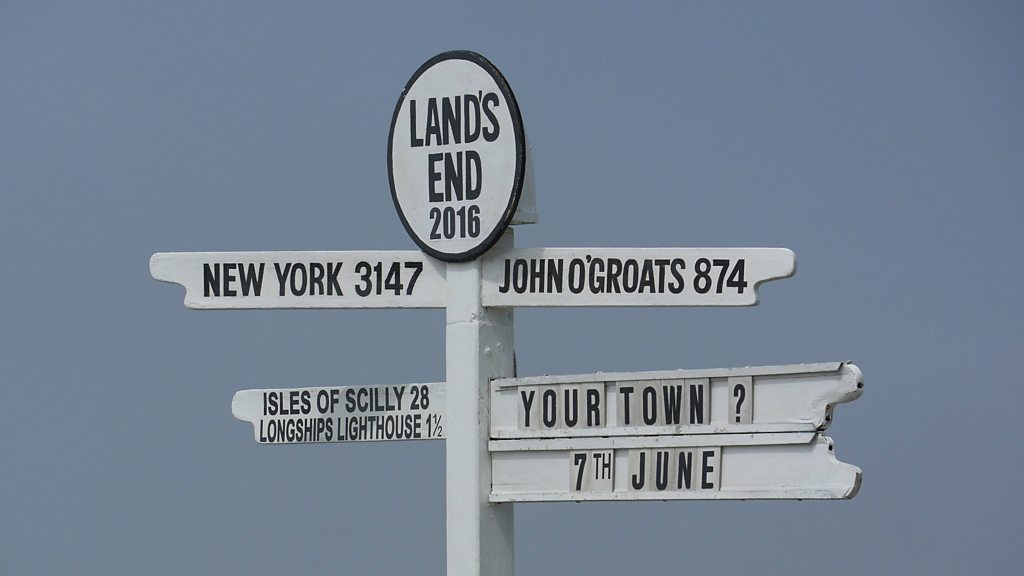 LAND'S
END
2016
NEW YORK 3147
JOHN O'GROATS 874
ISLES OF SCILLY 28
LONGSHIPS LIGHTHOUSE 1½
YOUR TOWN ?
7TH JUNE